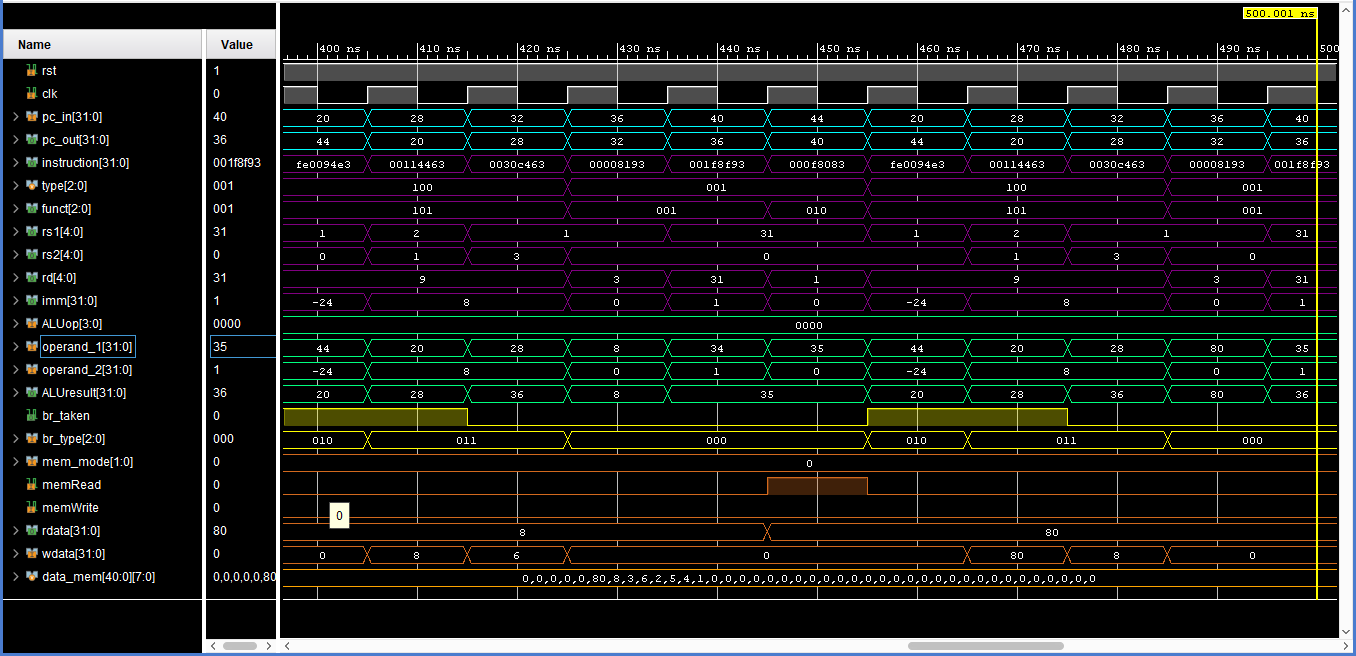 500.001 ns
Name Value 400 ns 410 ns 420 ns 430 ns 440 ns 450 ns 460 ns 470 ns 480 ns 490 ns 500
rst 1
clk 0
pc_in[31:0] 40 20 28 32 36 40 44 20 28 32 36 40
pc_out[31:0] 36 44 20 28 32 36 40 44 20 28 32 36
instruction[31:0] 001f8f93 fe0094e3 00114463 0030c463 00008193 001f8f93 000f8083 fe0094e3 00114463 0030c463 00008193 001f8f93
type[2:0] 001 100 001 100 001
funct[2:0] 001 101 001 010 101 001
rs1[4:0] 31 1 2 1 31 1 2 1 31
rs2[4:0] 0 0 1 3 0 1 3 0
rd[4:0] 31 9 3 31 1 9 3 31
imm[31:0] 1 -24 8 0 1 0 -24 8 0 1
ALUop[3:0] 0000 0000
operand_1[31:0] 35 44 20 28 8 34 35 44 20 28 80 35
operand_2[31:0] 1 -24 8 0 1 0 -24 8 0 1
ALUresult[31:0] 36 20 28 36 8 35 20 28 36 80 36
br_taken 0
br_type[2:0] 000 010 011 000 010 011 000
mem_mode[1:0] 0 0
memRead 0
memWrite 0 0
rdata[31:0] 80 8 80
wdata[31:0] 0 0 8 6 0 80 8 0
data_mem[40:0][7:0] 0,0,0,0,0,80 0,0,0,0,0,80,8,3,6,2,5,4,1,0,0,0,0,0,0,0,0,0,0,0,0,0,0,0,0,0,0,0,0,0,0,0,0